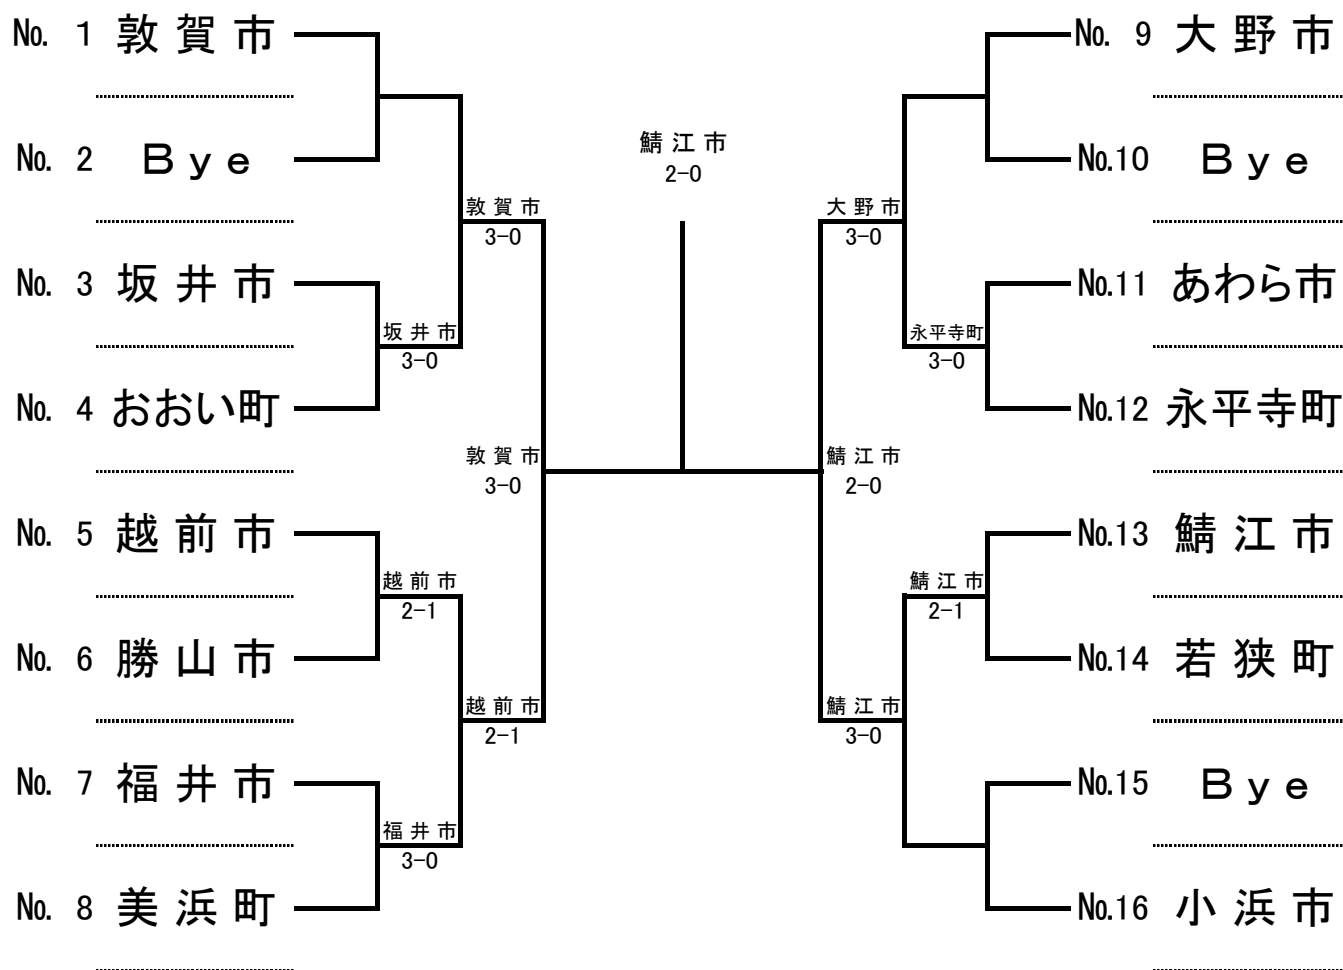 No. 1 敦賀市
No. 2 Bye
No. 3 坂井市
No. 4 おおい町
No. 5 越前市
No. 6 勝山市
No. 7 福井市
No. 8 美浜町
坂井市
3-0
越前市
2-1
福井市
3-0
敦賀市
3-0
越前市
2-1
敦賀市
3-0
鯖江市
2-0
鯖江市
2-0
大野市
3-0
鯖江市
3-0
永平寺町
3-0
鯖江市
2-1
No. 9 大野市
No.10 Bye
No.11 あわら市
No.12 永平寺町
No.13 鯖江市
No.14 若狭町
No.15 Bye
No.16 小浜市